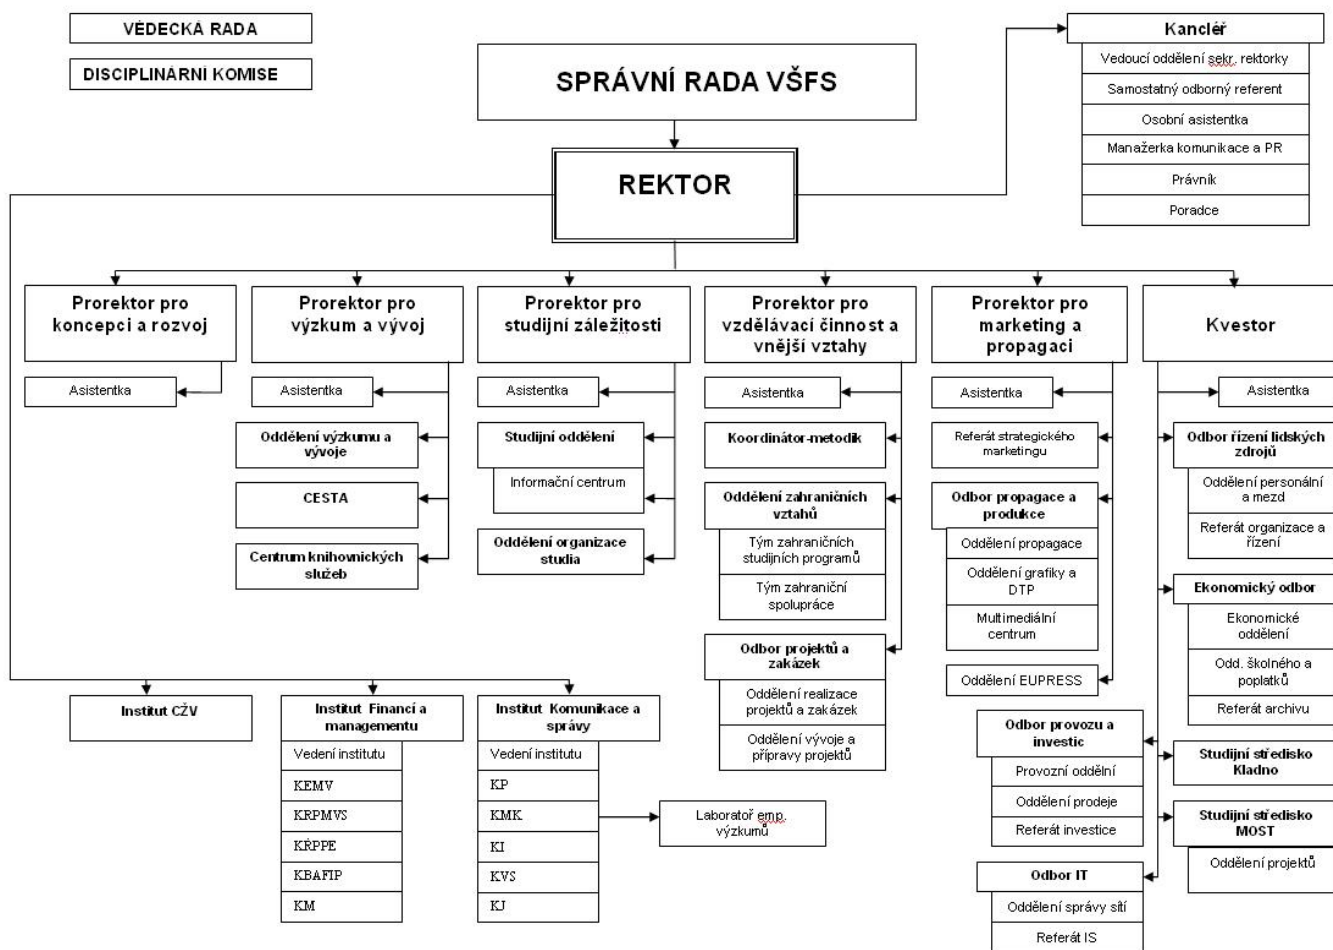 VĚDECKÁ RADA
DISCIPLINÁRNÍ KOMISE
SPRÁVNÍ RADA VŠFS
REKTOR
Kancléř
Vedoucí oddělení sekr. rektorky
Samostatný odborný referent
Osobní asistentka
Manažerka komunikace a PR
Právník
Poradce
Prorektor pro
koncepci a rozvoj
Asistentka
Prorektor pro
výzkum a vývoj
Asistentka
Oddělení výzkumu a
vývoje
CESTA
Centrum knihovnických
služeb
Prorektor pro
studijní záležitosti
Asistentka
Studijní oddělení
Informační centrum
Oddělení organizace
studia
Prorektor pro
vzdělávací činnost a
vnější vztahy
Asistentka
Koordinátor-metodik
Oddělení zahraničních
vztahů
Tým zahraničních
studijních programů
Tým zahraniční
spolupráce
Odbor projektů a
zakázek
Oddělení realizace
projektů a zakázek
Oddělení vývoje a
přípravy projektů
Prorektor pro
marketing a
propagaci
Asistentka
Referát strategického
marketingu
Odbor propagace a
produkce
Oddělení propagace
Oddělení grafiky a
DTP
Multimediální
centrum
Oddělení EUPRESS
Kvestor
Asistentka
Odbor řízení lidských
zdrojů
Oddělení personální
a mezd
Referát organizace a
řízení
Ekonomický odbor
Ekonomické
oddělení
Odd. školného a
poplatků
Referát archivu
Odbor provozu a
investic
Provozní oddělní
Oddělení prodeje
Referát investice
Studijní středisko
Kladno
Studijní středisko
MOST
Oddělení projektů
Odbor IT
Oddělení správy sítí
Referát IS
Institut CŽV
Institut Financí a
managementu
Vedení institutu
KEMV
KRPMVS
KŘPPE
KBAFIP
KM
Institut Komunikace a
správy
Vedení institutu
KP
KMK
KI
KVS
KJ
Laboratoř emp.
výzkumů